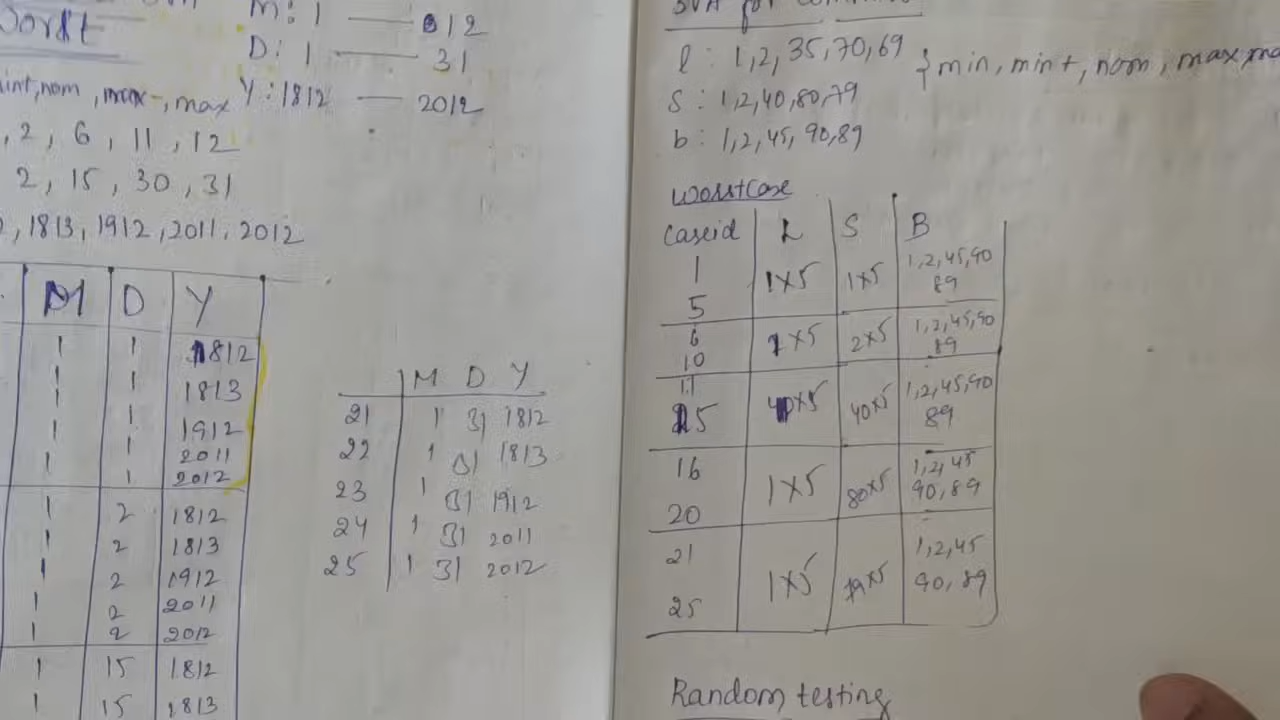 Worst
M: 1 — 12
D: 1 — 31
nom, max-, max Y: 1812 — 2012
, 2, 6, 11, 12
2, 15, 30, 31
, 1813, 1912, 2011, 2012
M D Y
1 1 1812
1 1 1813
1 1 1912
1 1 2011
1 1 2012
1 2 1812
1 2 1813
1 2 1912
1 2 2011
1 2 2012
1 15 1812
1 15 1813
M D Y
21 1 31 1812
22 1 31 1813
23 1 31 1912
24 1 31 2011
25 1 31 2012
for
l : 1,2,35,70,69 } min, min+, nom, max,
S : 1,2,40,80,79
b : 1,2,45,90,89
Worstcase
Caseid L S B
1 1,2,45,90
1x5 1x5 89
5
6 1,2,45,90
x5 2x5 89
10
11 1,2,45,90
x5 40x5 89
25
16 1,2,45
1x5 80x5 90,89
20
21 1,2,45
1x5 79x5 90,89
25
Random testing